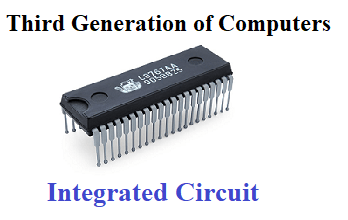 Third Generation of Computers
Integrated Circuit